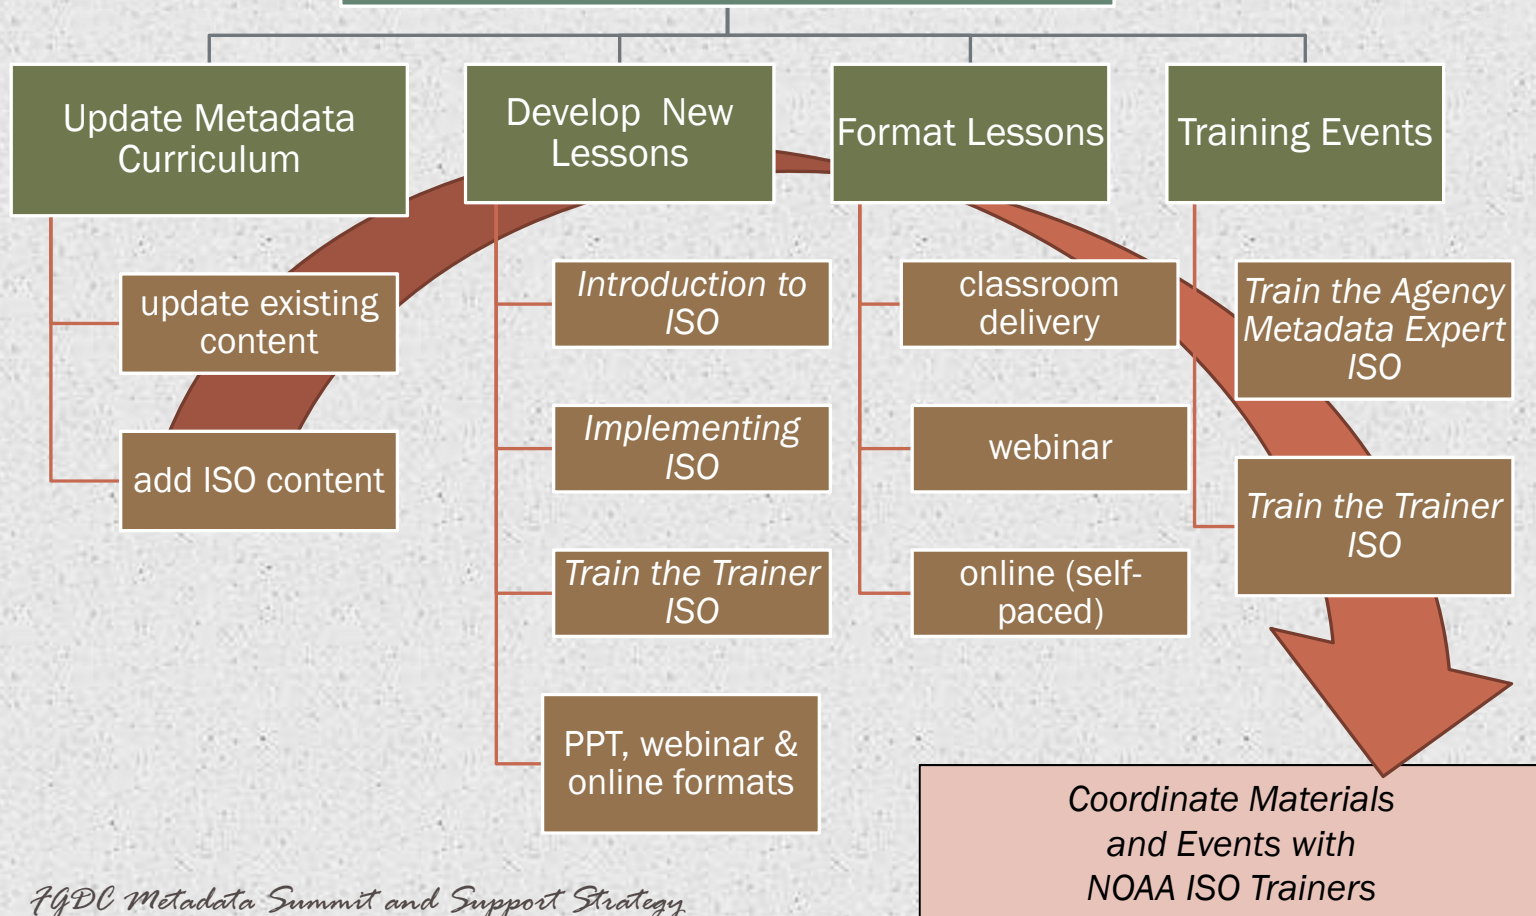 Update Metadata
Curriculum
update existing
content
add ISO content
Develop New
Lessons
Introduction to
ISO
Implementing
ISO
Train the Trainer
ISO
PPT, webinar &
online formats
Format Lessons
classroom
delivery
webinar
online (self-
paced)
Training Events
Train the Agency
Metadata Expert
ISO
Train the Trainer
ISO
Coordinate Materials
and Events with
NOAA ISO Trainers
FGDC Metadata Summit and Support Strategy